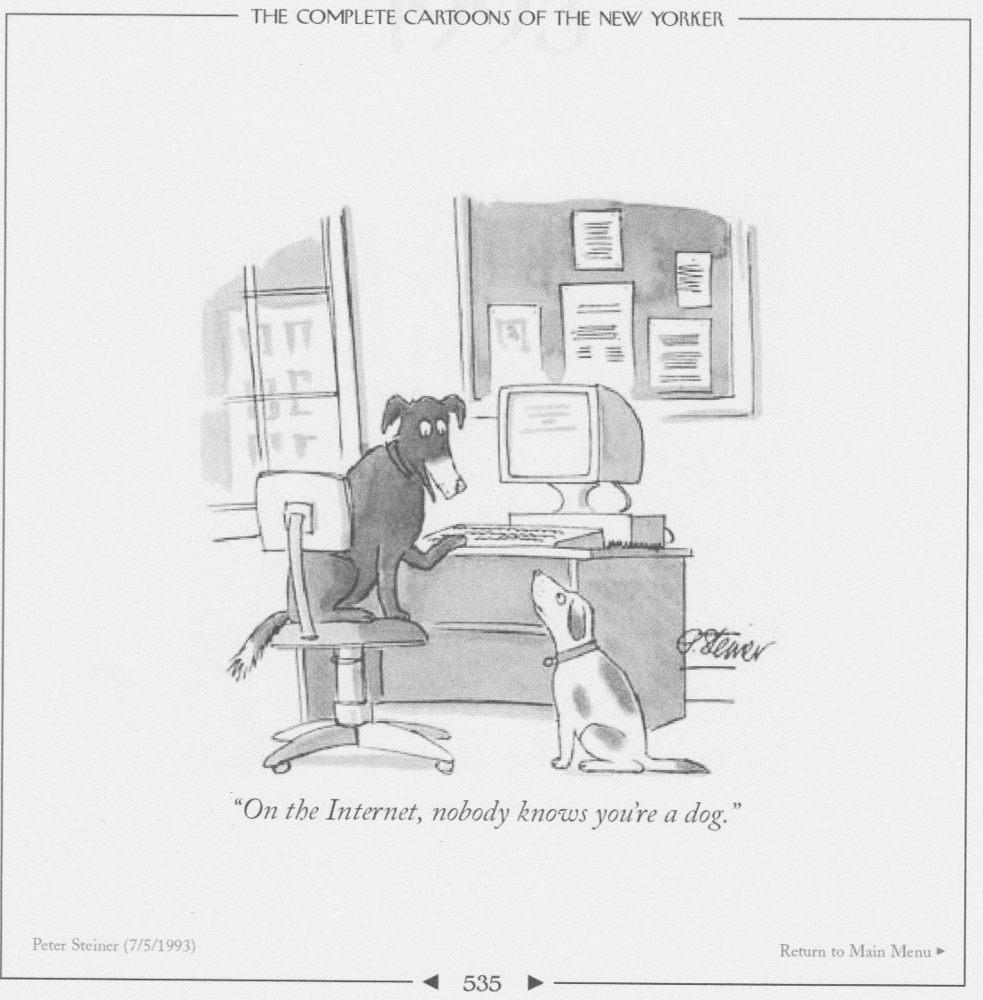 THE COMPLETE CARTOONS OF THE NEW YORKER
P. Steiner
“On the Internet, nobody knows you’re a dog.”
Peter Steiner (7/5/1993)
Return to Main Menu ►
◄ 535 ►